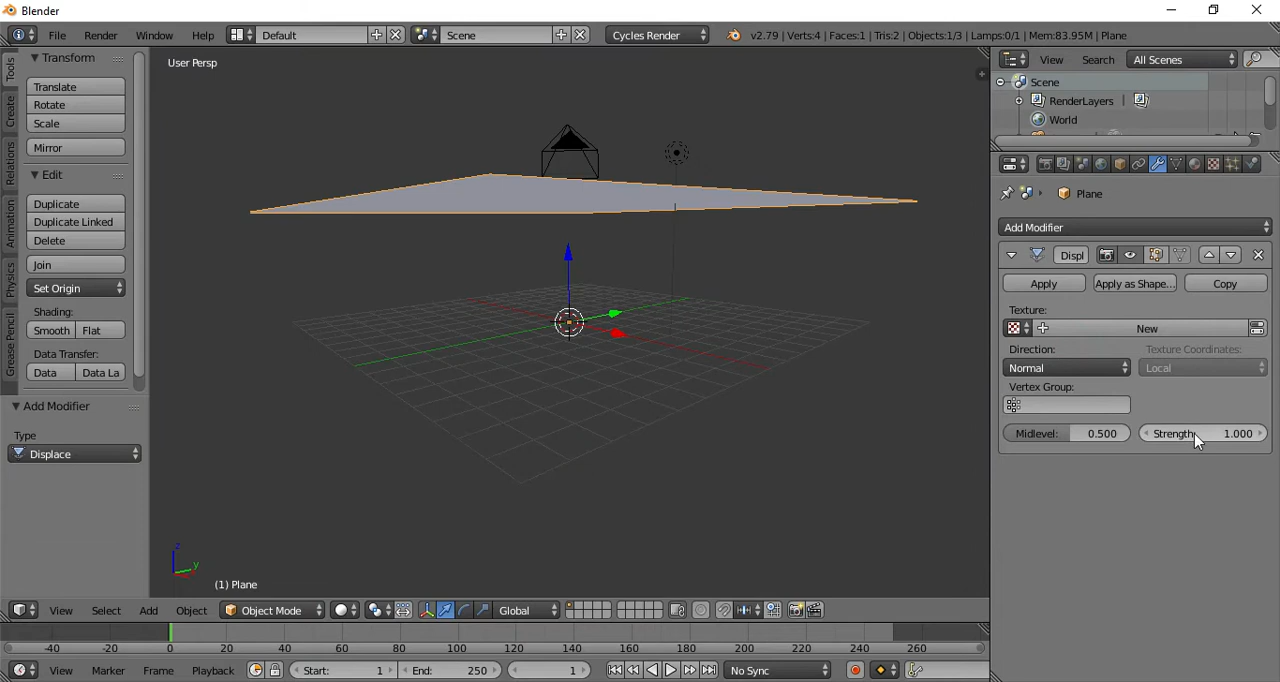 Blender
File Render Window Help Default Scene Cycles Render v2.79 | Verts:4 | Faces:1 | Tris:2 | Objects:1/3 | Lamps:0/1 | Mem:83.95M | Plane
Tools
Create
Relations
Animation
Physics
Grease Pencil
Transform
Translate
Rotate
Scale
Mirror
Edit
Duplicate
Duplicate Linked
Delete
Join
Set Origin
Shading:
Smooth Flat
Data Transfer:
Data Data La
Add Modifier
Type
Displace
User Persp
z
y
(1) Plane
View Select Add Object Object Mode Global
-40 -20 0 20 40 60 80 100 120 140 160 180 200 220 240 260
View Marker Frame Playback Start: 1 End: 250 1 No Sync
View Search All Scenes
Scene
RenderLayers |
World
Plane
Add Modifier
Displ
Apply Apply as Shape... Copy
Texture:
New
Direction: Texture Coordinates:
Normal Local
Vertex Group:
Midlevel: 0.500 Strength: 1.000